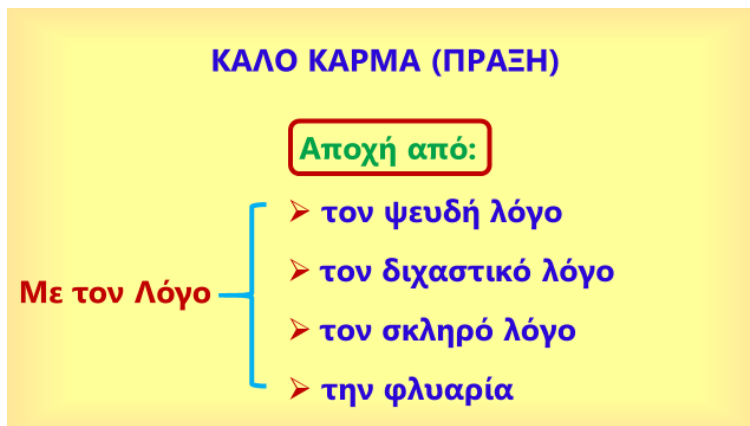 ΚΑΛΟ ΚΑΡΜΑ (ΠΡΑΞΗ)
Αποχή από:
τον ψευδή λόγο
τον διχαστικό λόγο
Με τον Λόγο
τον σκληρό λόγο
την φλυαρία